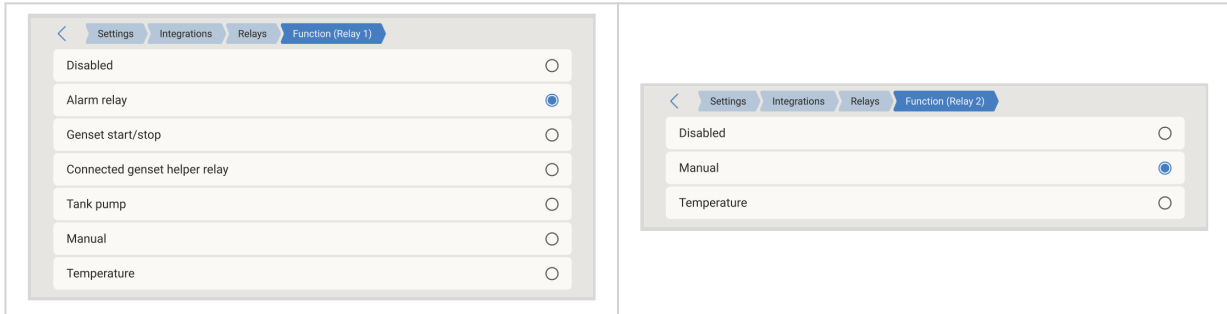 Settings Integrations Relays Function (Relay 1)
Disabled
Alarm relay
Genset start/stop
Connected genset helper relay
Tank pump
Manual
Temperature
Settings Integrations Relays Function (Relay 2)
Disabled
Manual
Temperature